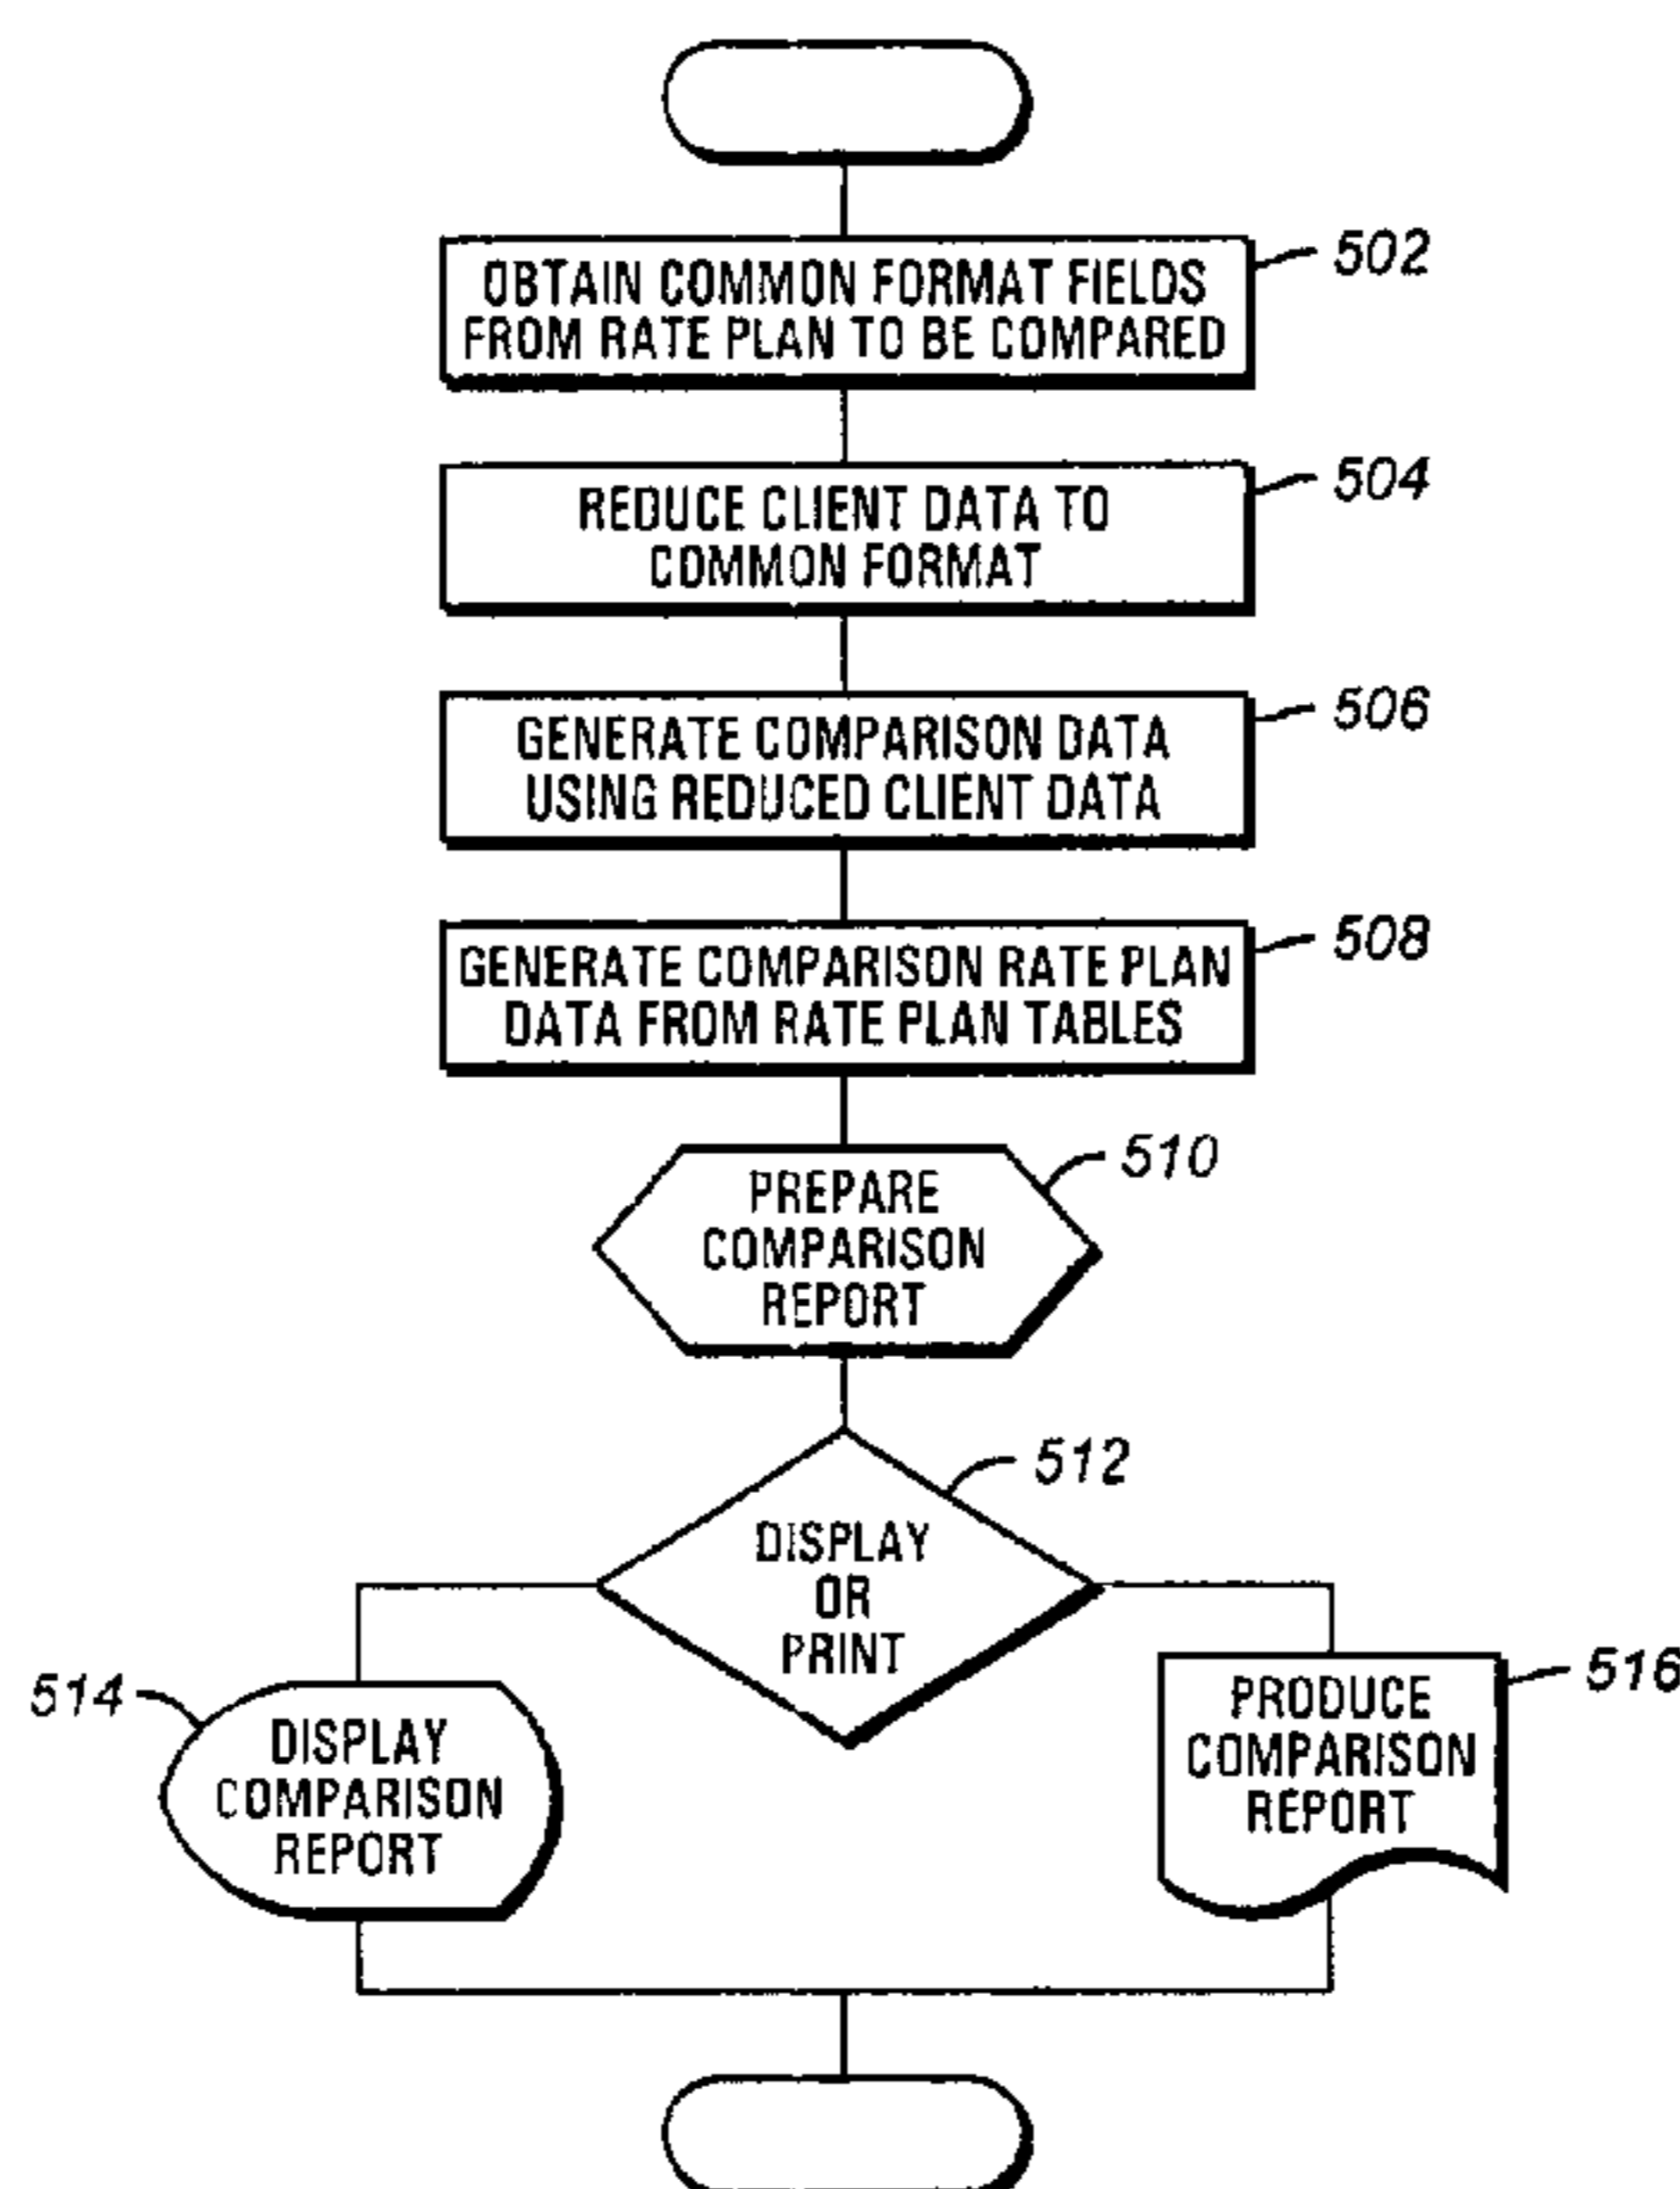 OBTAIN COMMON FORMAT FIELDS
FROM RATE PLAN TO BE COMPARED
502
REDUCE CLIENT DATA TO
COMMON FORMAT
504
GENERATE COMPARISON DATA
USING REDUCED CLIENT DATA
506
GENERATE COMPARISON RATE PLAN
DATA FROM RATE PLAN TABLES
508
PREPARE
COMPARISON
REPORT
510
DISPLAY
OR
PRINT
512
514
DISPLAY
COMPARISON
REPORT
PRODUCE
COMPARISON
REPORT
516